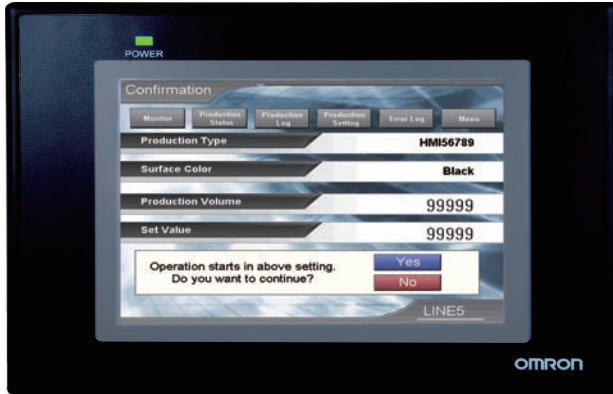 POWER
Confirmation
Monitor Production Status Production Log Production Setting Error Log Menu
Production Type HMI56789
Surface Color Black
Production Volume 99999
Set Value 99999
Operation starts in above setting. Yes
Do you want to continue? No
LINE5
OMRON